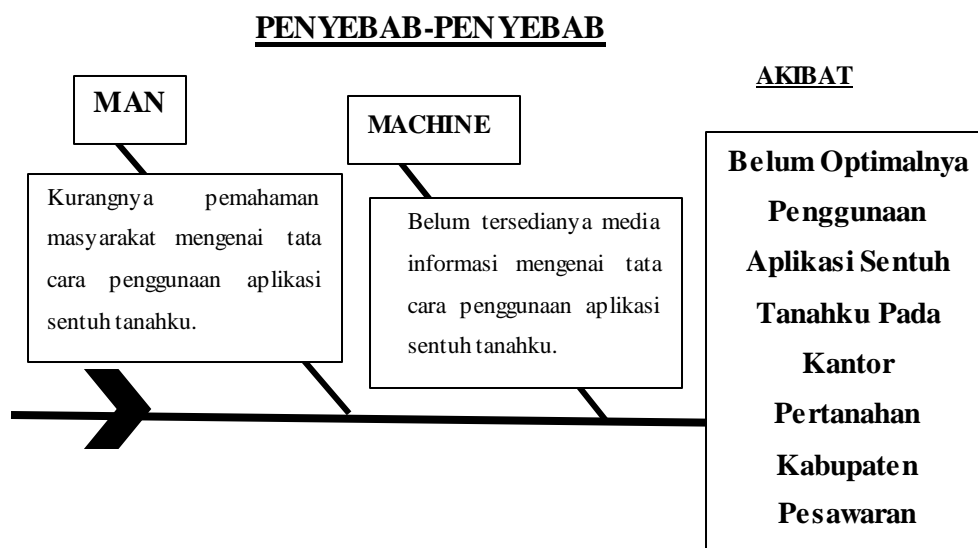 PENYEBAB-PENYEBAB
AKIBAT
MAN
MACHINE
Kurangnya pemahaman
masyarakat mengenai tata
cara penggunaan aplikasi
sentuh tanahku.
Belum tersedianya media
informasi mengenai tata
cara penggunaan aplikasi
sentuh tanahku.
Belum Optimalnya
Penggunaan
Aplikasi Sentuh
Tanahku Pada
Kantor
Pertanahan
Kabupaten
Pesawaran